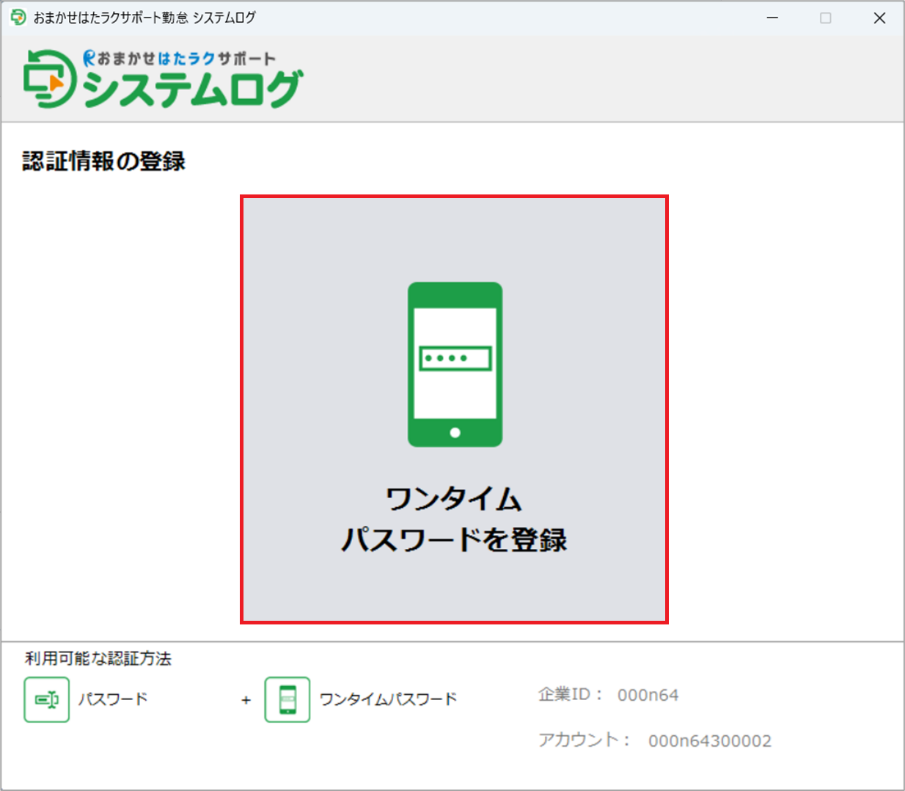 おまかせはたラクサポート勤怠 システムログ
おまかせはたラクサポート
システムログ
認証情報の登録
ワンタイム
パスワードを登録
利用可能な認証方法
パスワード + ワンタイムパスワード
企業ID： 000n64
アカウント： 000n64300002